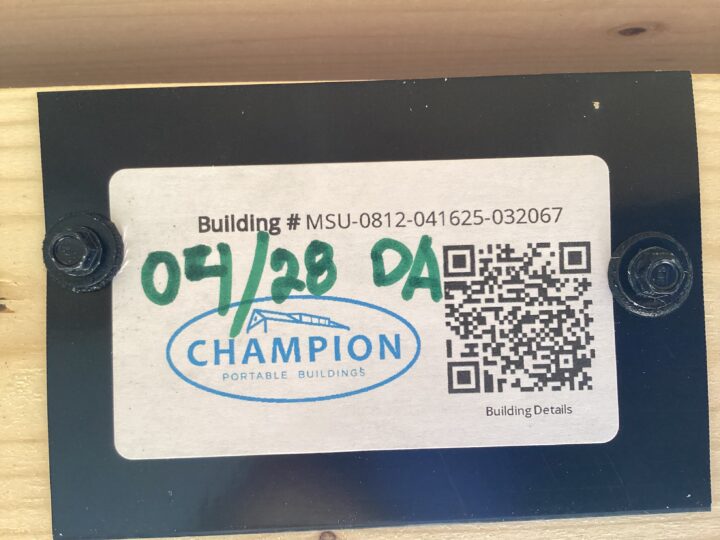 Building # MSU-0812-041625-032067
04/28 DA
CHAMPION
PORTABLE BUILDINGS
Building Details